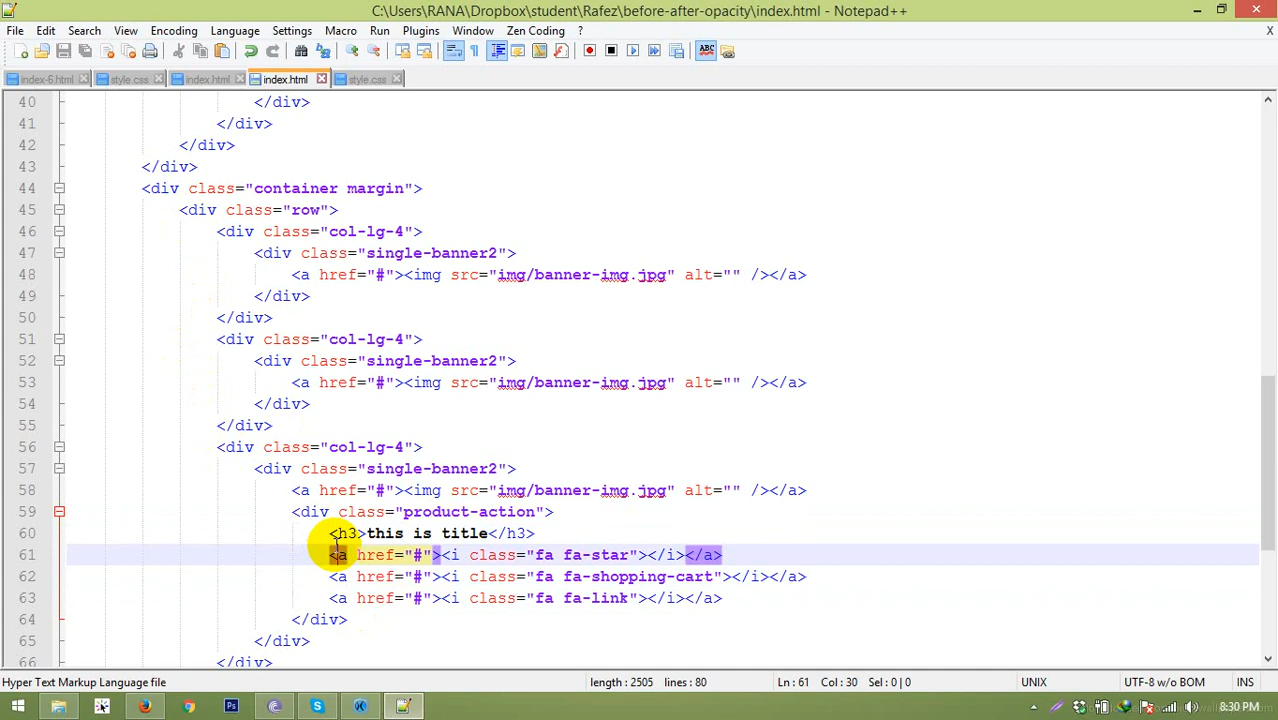 C:\Users\RANA\Dropbox\student\Rafez\before-after-opacity\index.html - Notepad++
File Edit Search View Encoding Language Settings Macro Run Plugins Window Zen Coding ? X
index-6.html style.css index.html index.html style.css
40 </div>
41 </div>
42 </div>
43 </div>
44 <div class="container margin">
45 <div class="row">
46 <div class="col-lg-4">
47 <div class="single-banner2">
48 <a href="#"><img src="img/banner-img.jpg" alt="" /></a>
49 </div>
50 </div>
51 <div class="col-lg-4">
52 <div class="single-banner2">
53 <a href="#"><img src="img/banner-img.jpg" alt="" /></a>
54 </div>
55 </div>
56 <div class="col-lg-4">
57 <div class="single-banner2">
58 <a href="#"><img src="img/banner-img.jpg" alt="" /></a>
59 <div class="product-action">
60 <h3>this is title</h3>
61 <a href="#"><i class="fa fa-star"></i></a>
62 <a href="#"><i class="fa fa-shopping-cart"></i></a>
63 <a href="#"><i class="fa fa-link"></i></a>
64 </div>
65 </div>
66 </div>
Hyper Text Markup Language file length : 2505 lines : 80 Ln : 61 Col : 30 Sel : 0 | 0 UNIX UTF-8 w/o BOM INS
8:30 PM